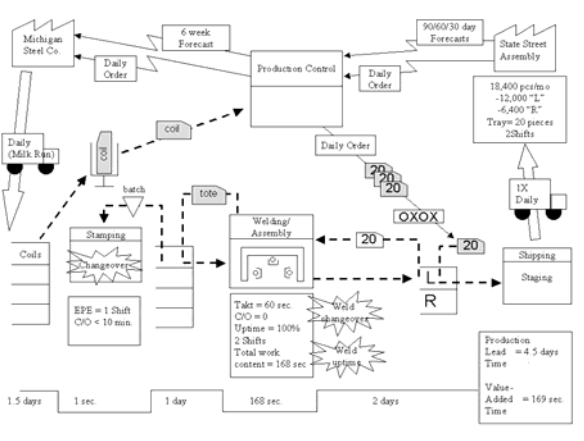 Michigan
Steel Co.
6 week
Forecast
Daily
Order
Production Control
90/60/30 day
Forecasts
Daily
Order
State Street
Assembly
18,400 pcs/mo
-12,000 "L"
-6,400 "R"
Tray= 20 pieces
2Shifts
Daily
(Milk Run)
coil
coil
Daily Order
20
20
20
OXOX
1X
Daily
batch
tote
Coils
Stamping
Changeover
Welding/
Assembly
20
20
L
R
Shipping
Staging
EPE = 1 Shift
C/O < 10 min.
Takt = 60 sec.
C/O = 0
Uptime = 100%
2 Shifts
Total work
content = 168 sec
Weld
changeover
Weld
uptime
Production
Lead = 4.5 days
Time
Value-
Added = 169 sec.
Time
1.5 days
1 sec.
1 day
168 sec.
2 days